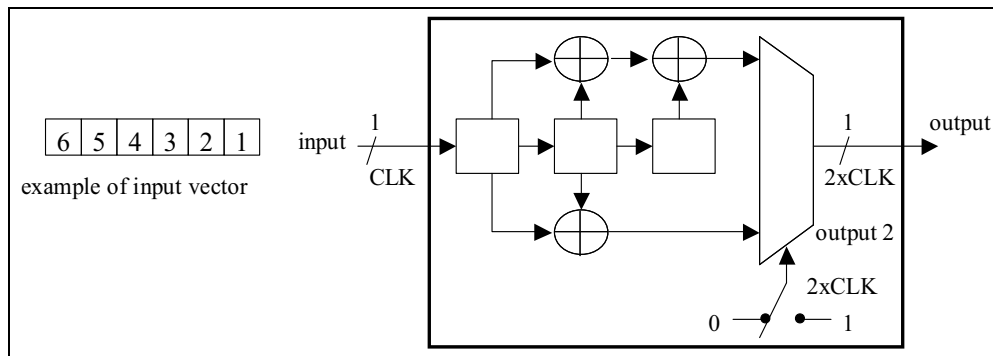 6 5 4 3 2 1
example of input vector
input
1
CLK
1
2xCLK
output
output 2
2xCLK
0
1